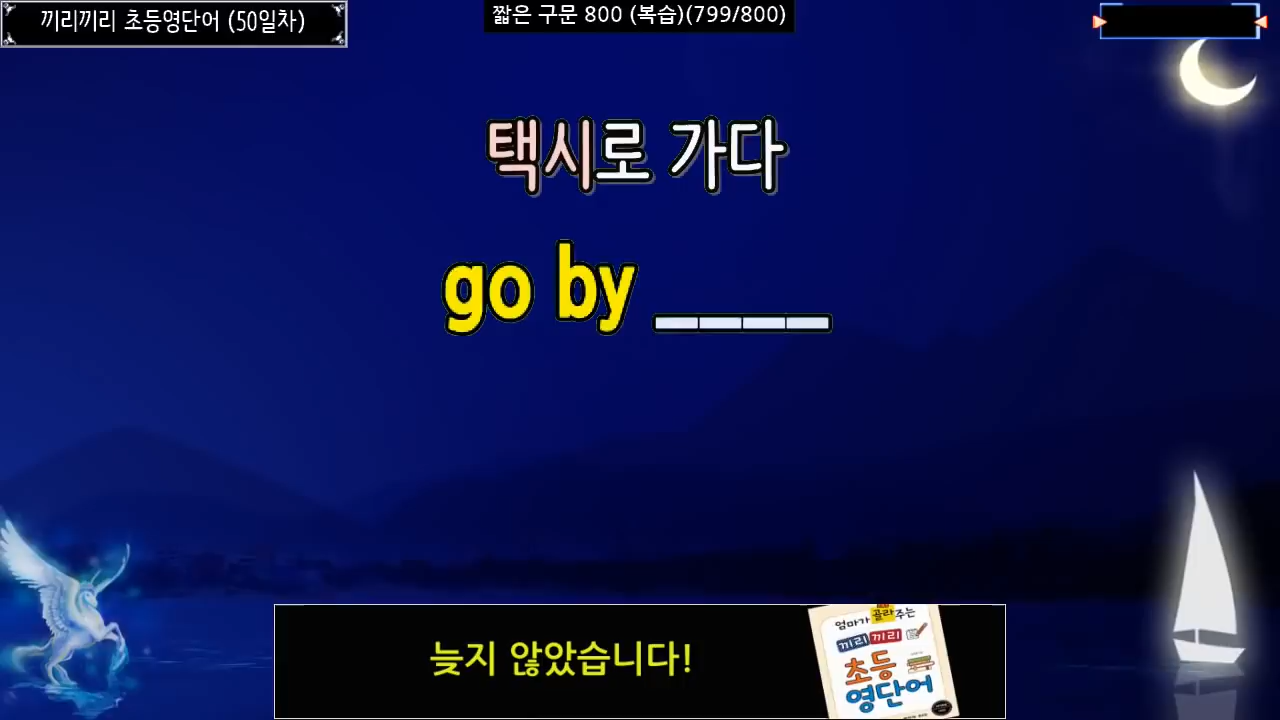 끼리끼리 초등영단어 (50일차)
짧은 구문 800 (복습)(799/800)
택시로 가다
go by ____
늦지 않았습니다!
엄마가 골라주는
끼리끼리
초등
영단어